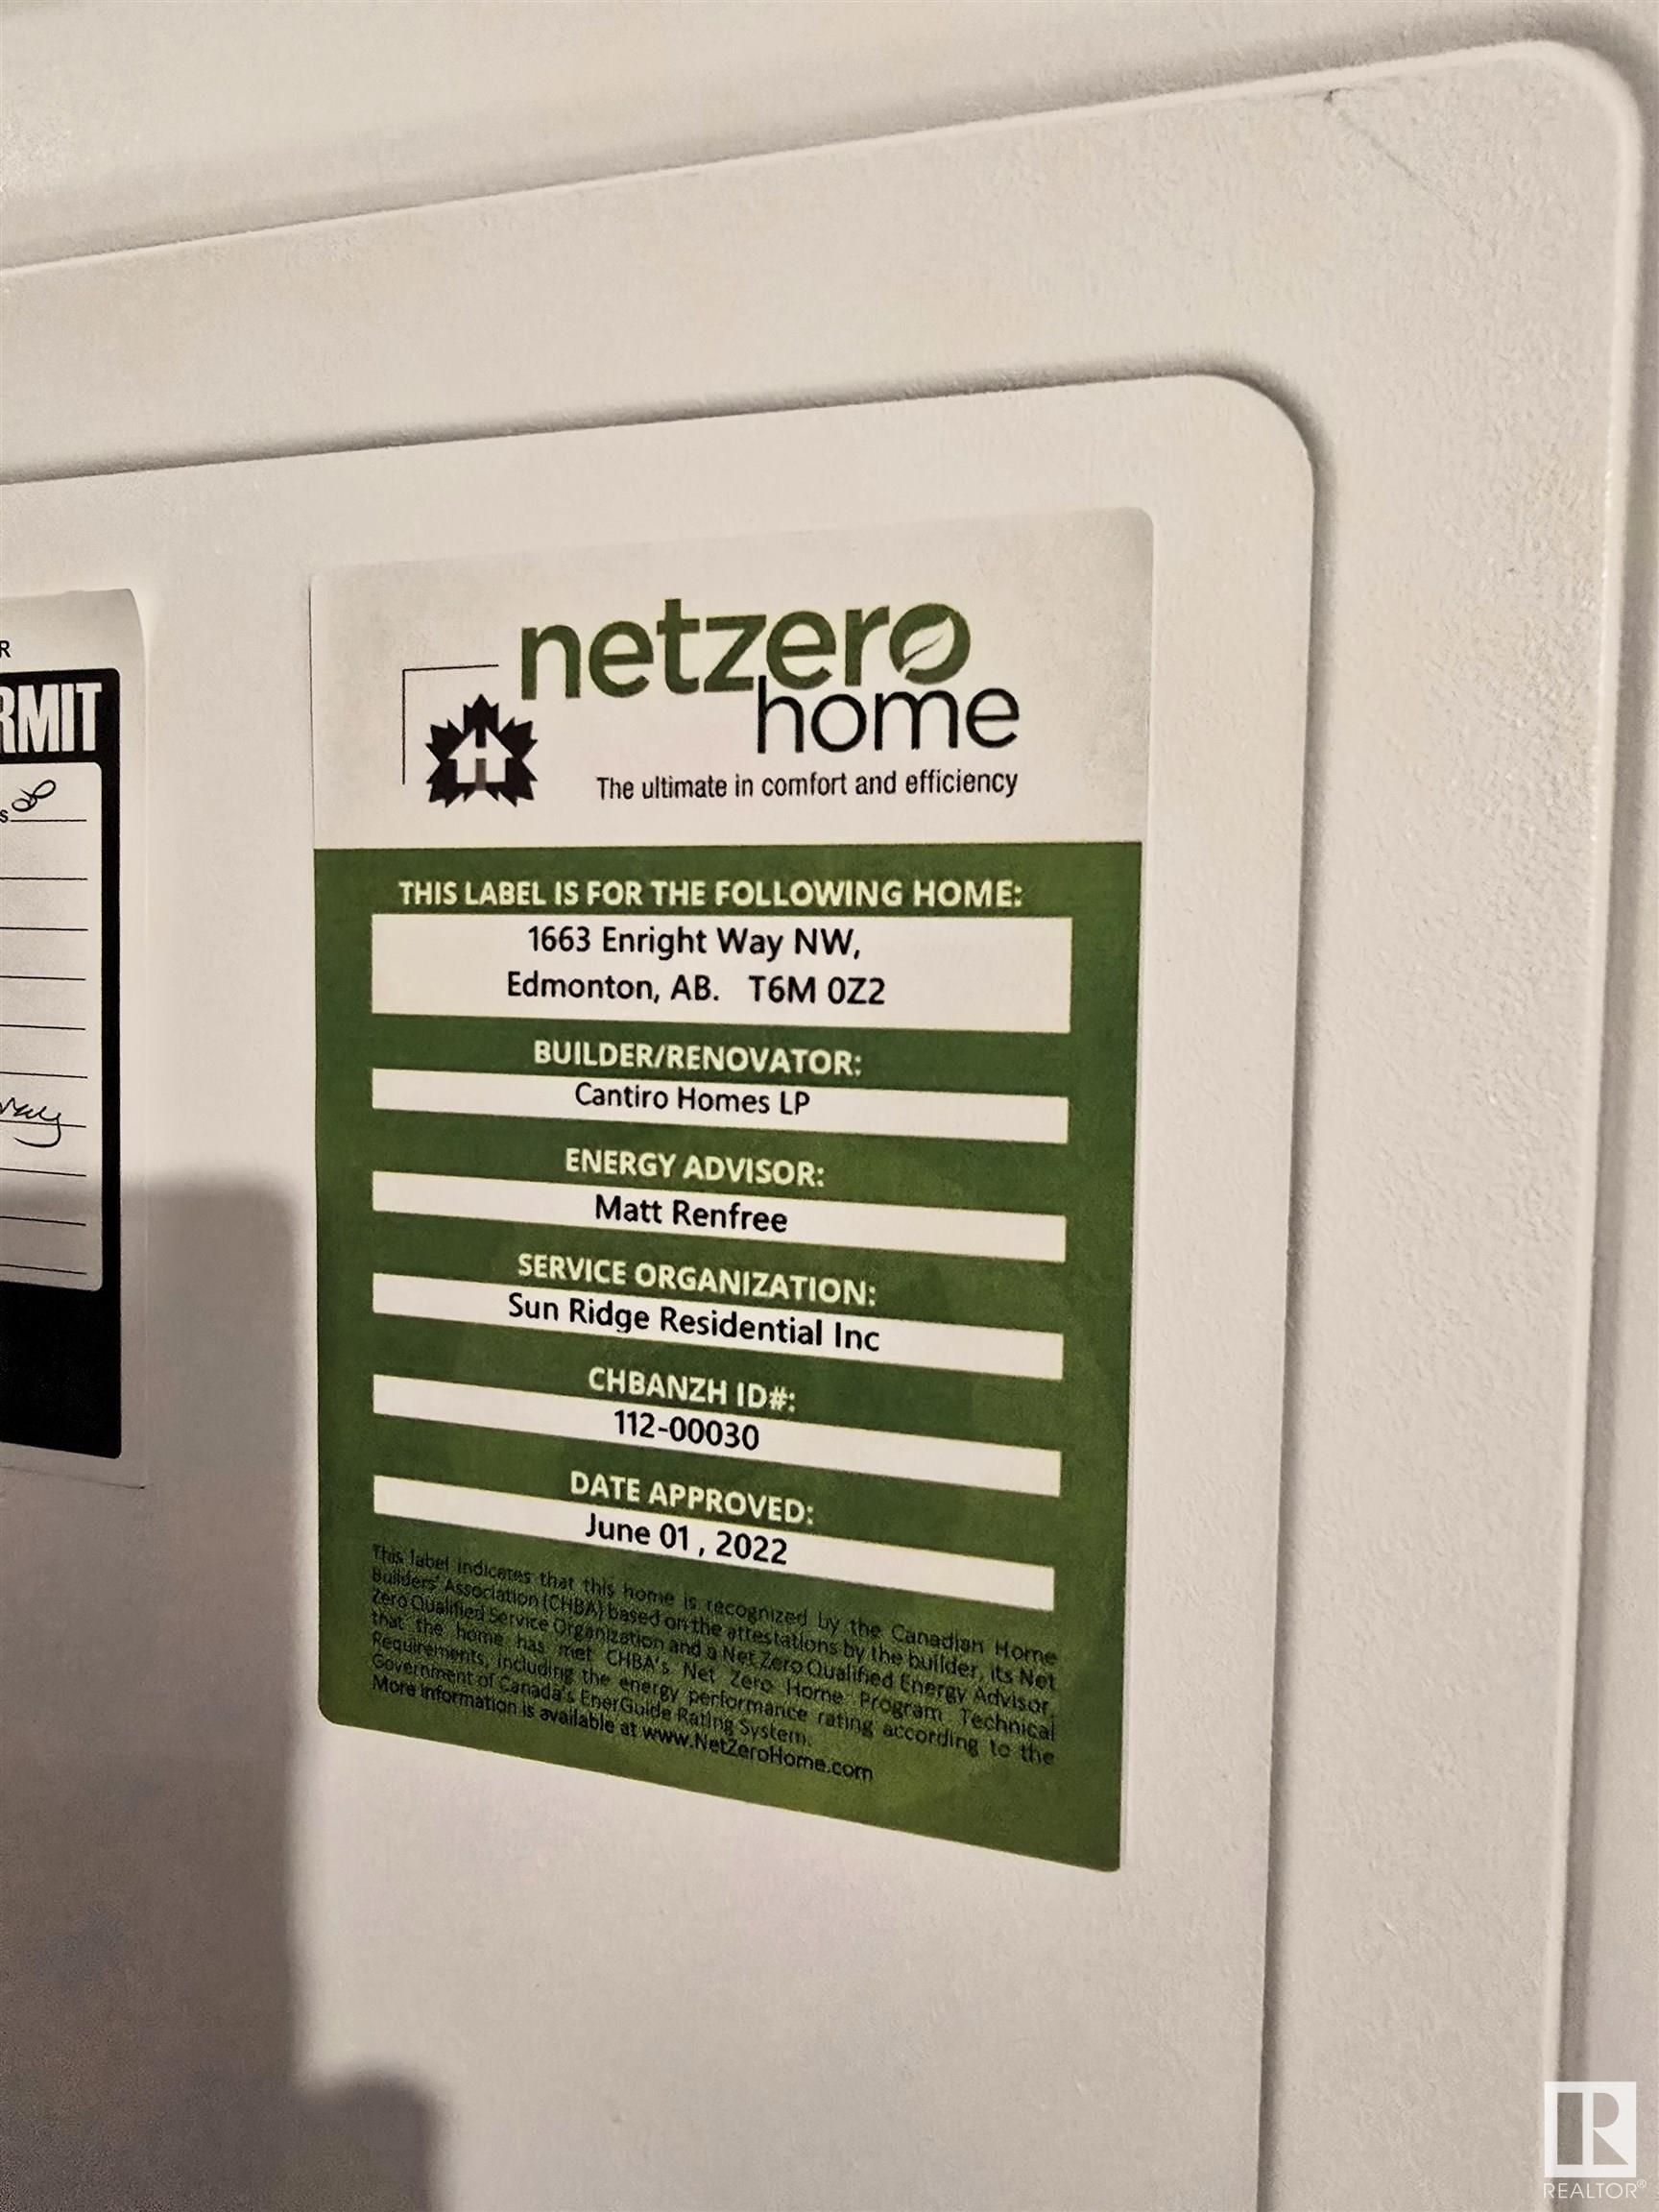 R
RMIT
netzero
home
The ultimate in comfort and efficiency
THIS LABEL IS FOR THE FOLLOWING HOME:
1663 Enright Way NW,
Edmonton, AB. T6M 0Z2
BUILDER/RENOVATOR:
Cantiro Homes LP
ENERGY ADVISOR:
Matt Renfree
SERVICE ORGANIZATION:
Sun Ridge Residential Inc
CHBANZH ID#:
112-00030
DATE APPROVED:
June 01 , 2022
This label indicates that this home is recognized by the Canadian Home
Builders' Association (CHBA) based on the attestations by the builder, its Net
Zero Qualified Service Organization and a Net Zero Qualified Energy Advisor,
that the home has met CHBA's Net Zero Home Program Technical
Requirements, including the energy performance rating according to the
Government of Canada's EnerGuide Rating System.
More information is available at www.NetZeroHome.com
REALTOR®